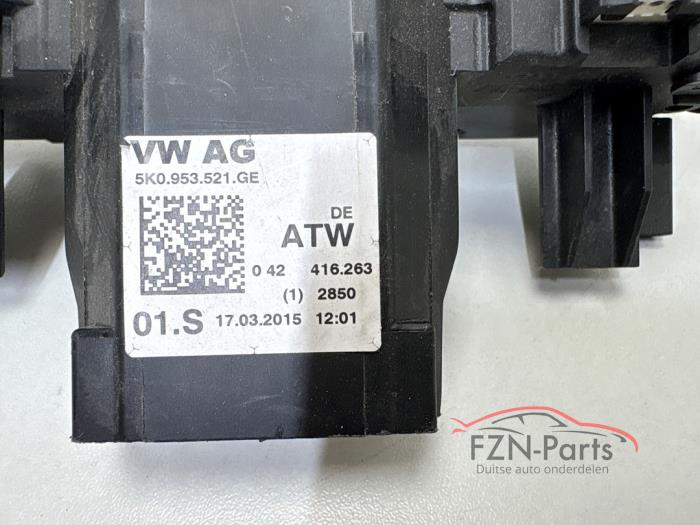 VW AG
5K0.953.521.GE
DE
ATW
0 42 416.263
(1) 2850
01.S 17.03.2015 12:01
FZN-Parts
Duitse auto onderdelen